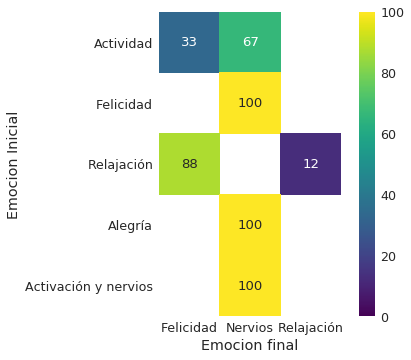 Emocion Inicial
Actividad 33 67
Felicidad 100
Relajación 88 12
Alegría 100
Activación y nervios 100
Felicidad Nervios Relajación
Emocion final
100
80
60
40
20
0